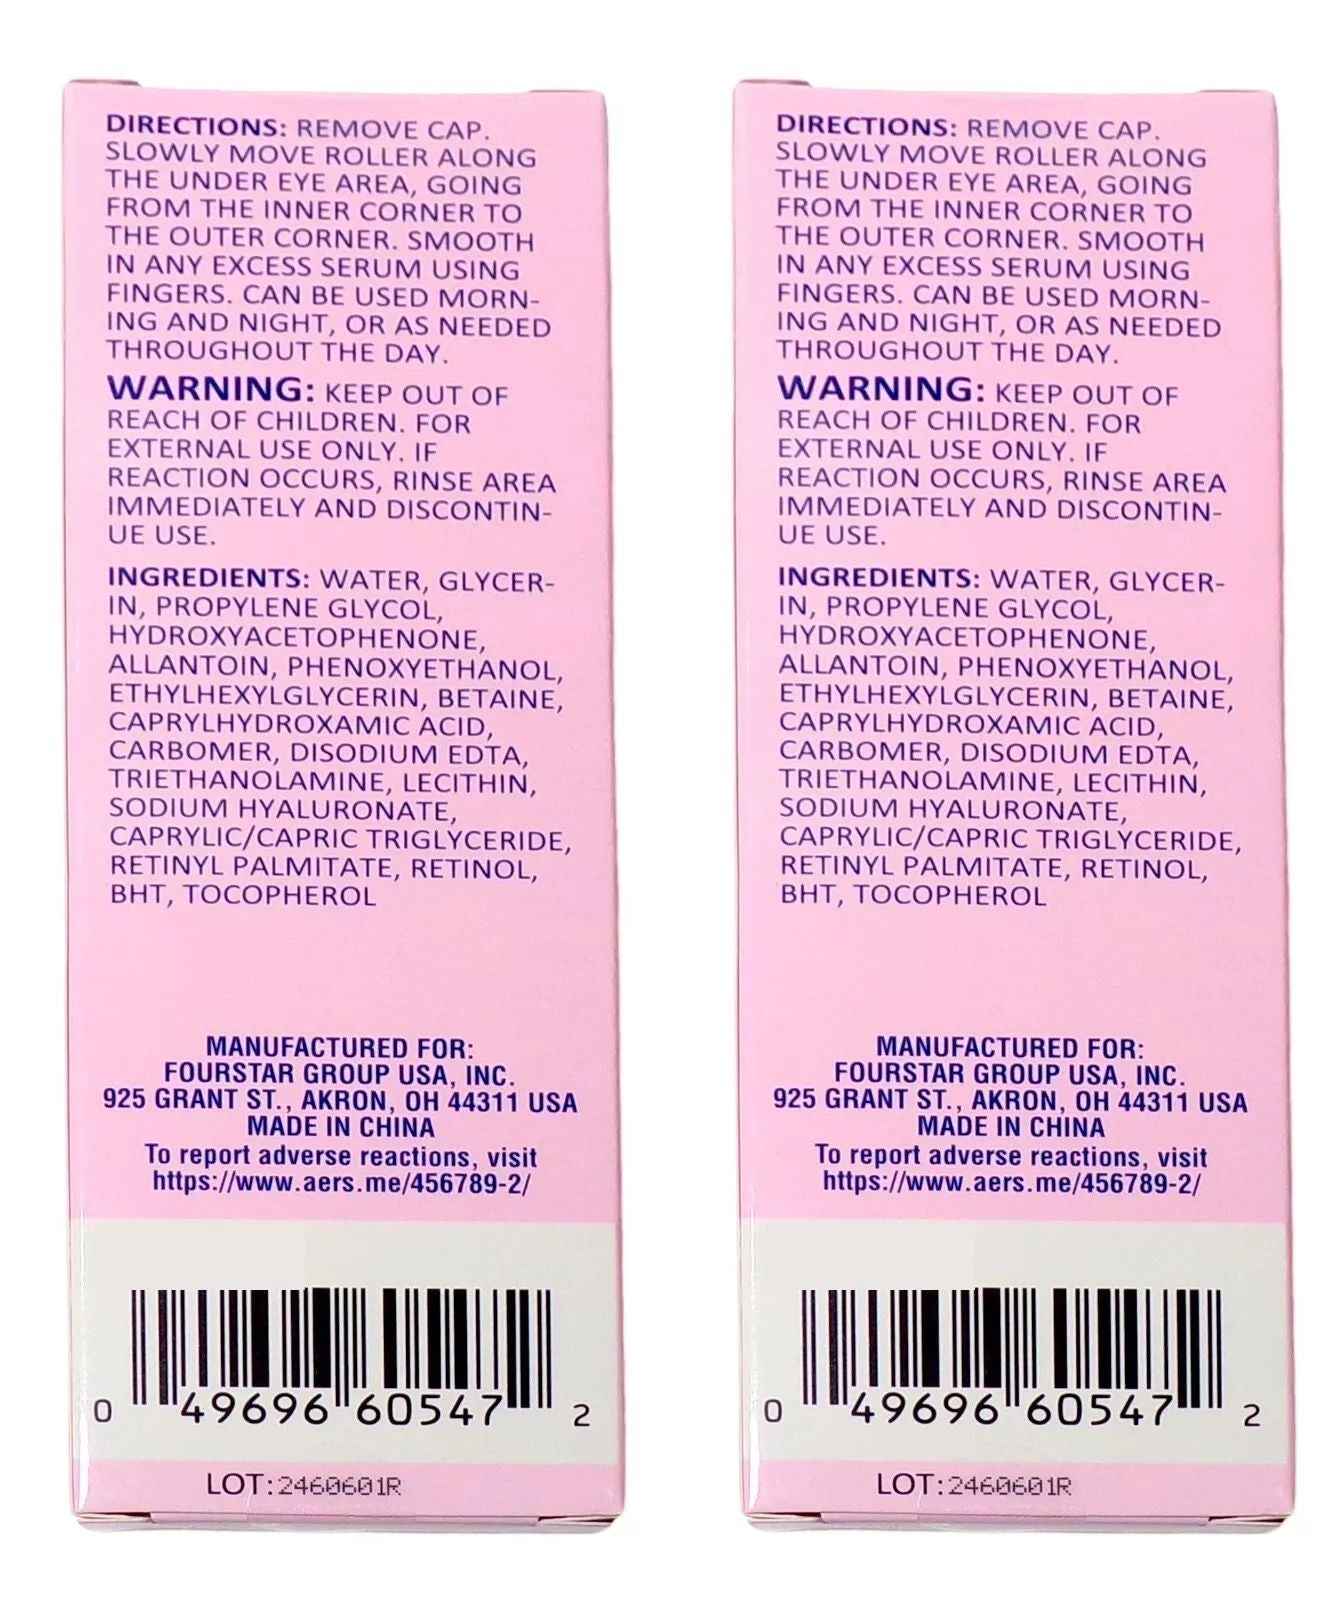 DIRECTIONS: REMOVE CAP.
SLOWLY MOVE ROLLER ALONG
THE UNDER EYE AREA, GOING
FROM THE INNER CORNER TO
THE OUTER CORNER. SMOOTH
IN ANY EXCESS SERUM USING
FINGERS. CAN BE USED MORN-
ING AND NIGHT, OR AS NEEDED
THROUGHOUT THE DAY.
WARNING: KEEP OUT OF
REACH OF CHILDREN. FOR
EXTERNAL USE ONLY. IF
REACTION OCCURS, RINSE AREA
IMMEDIATELY AND DISCONTIN-
UE USE.
INGREDIENTS: WATER, GLYCER-
IN, PROPYLENE GLYCOL,
HYDROXYACETOPHENONE,
ALLANTOIN, PHENOXYETHANOL,
ETHYLHEXYLGLYCERIN, BETAINE,
CAPRYLHYDROXAMIC ACID,
CARBOMER, DISODIUM EDTA,
TRIETHANOLAMINE, LECITHIN,
SODIUM HYALURONATE,
CAPRYLIC/CAPRIC TRIGLYCERIDE,
RETINYL PALMITATE, RETINOL,
BHT, TOCOPHEROL
MANUFACTURED FOR:
FOURSTAR GROUP USA, INC.
925 GRANT ST., AKRON, OH 44311 USA
MADE IN CHINA
To report adverse reactions, visit
https://www.aers.me/456789-2/
0 49696 60547 2
LOT:2460601R
DIRECTIONS: REMOVE CAP.
SLOWLY MOVE ROLLER ALONG
THE UNDER EYE AREA, GOING
FROM THE INNER CORNER TO
THE OUTER CORNER. SMOOTH
IN ANY EXCESS SERUM USING
FINGERS. CAN BE USED MORN-
ING AND NIGHT, OR AS NEEDED
THROUGHOUT THE DAY.
WARNING: KEEP OUT OF
REACH OF CHILDREN. FOR
EXTERNAL USE ONLY. IF
REACTION OCCURS, RINSE AREA
IMMEDIATELY AND DISCONTIN-
UE USE.
INGREDIENTS: WATER, GLYCER-
IN, PROPYLENE GLYCOL,
HYDROXYACETOPHENONE,
ALLANTOIN, PHENOXYETHANOL,
ETHYLHEXYLGLYCERIN, BETAINE,
CAPRYLHYDROXAMIC ACID,
CARBOMER, DISODIUM EDTA,
TRIETHANOLAMINE, LECITHIN,
SODIUM HYALURONATE,
CAPRYLIC/CAPRIC TRIGLYCERIDE,
RETINYL PALMITATE, RETINOL,
BHT, TOCOPHEROL
MANUFACTURED FOR:
FOURSTAR GROUP USA, INC.
925 GRANT ST., AKRON, OH 44311 USA
MADE IN CHINA
To report adverse reactions, visit
https://www.aers.me/456789-2/
0 49696 60547 2
LOT:2460601R